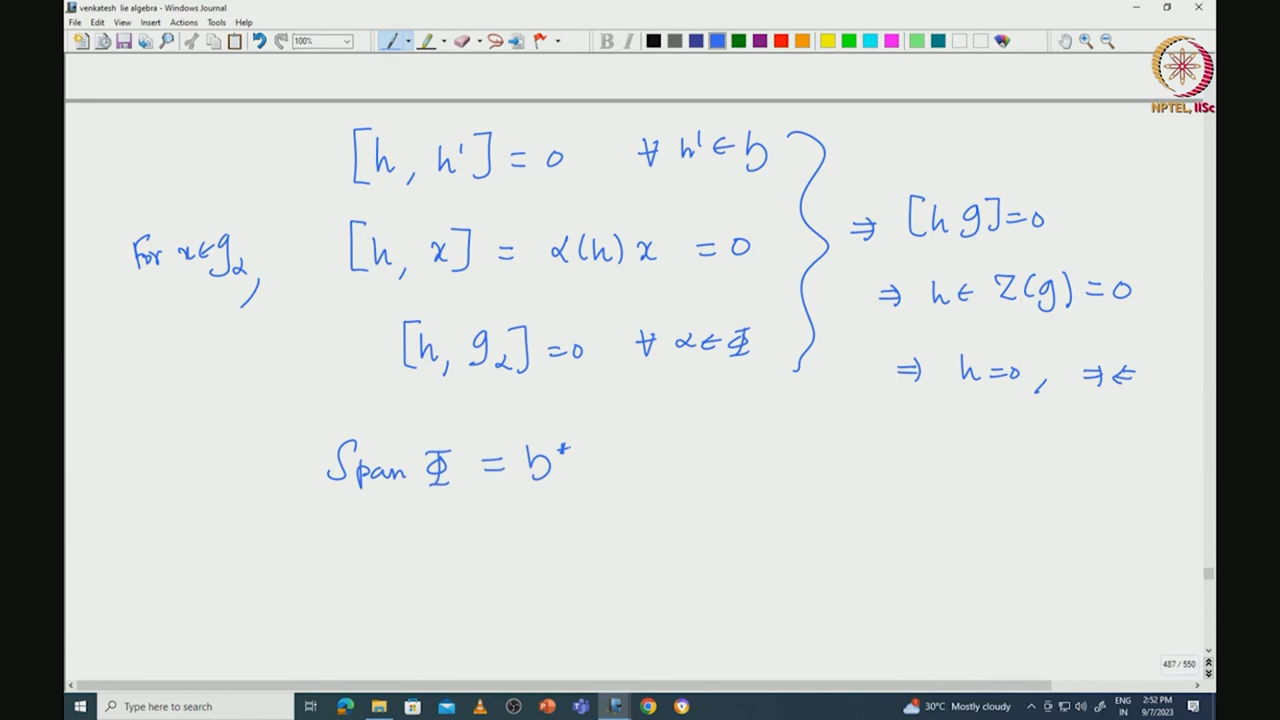 venkatesh lie algebra - Windows Journal
File Edit View Insert Actions Tools Help
100%
B I
NPTEL, IISc
[h, h'] = 0 ∀ h' ∈ h
⇒ [h g] = 0
For x ∈ g_α, [h, x] = α(h) x = 0
⇒ h ∈ Z(g) = 0
[h, g_α] = 0 ∀ α ∈ Φ
⇒ h = 0, ⇒⇐
Span Φ = h*
487 / 550
Type here to search
30°C Mostly cloudy
ENG
IN
2:52 PM
9/7/2023